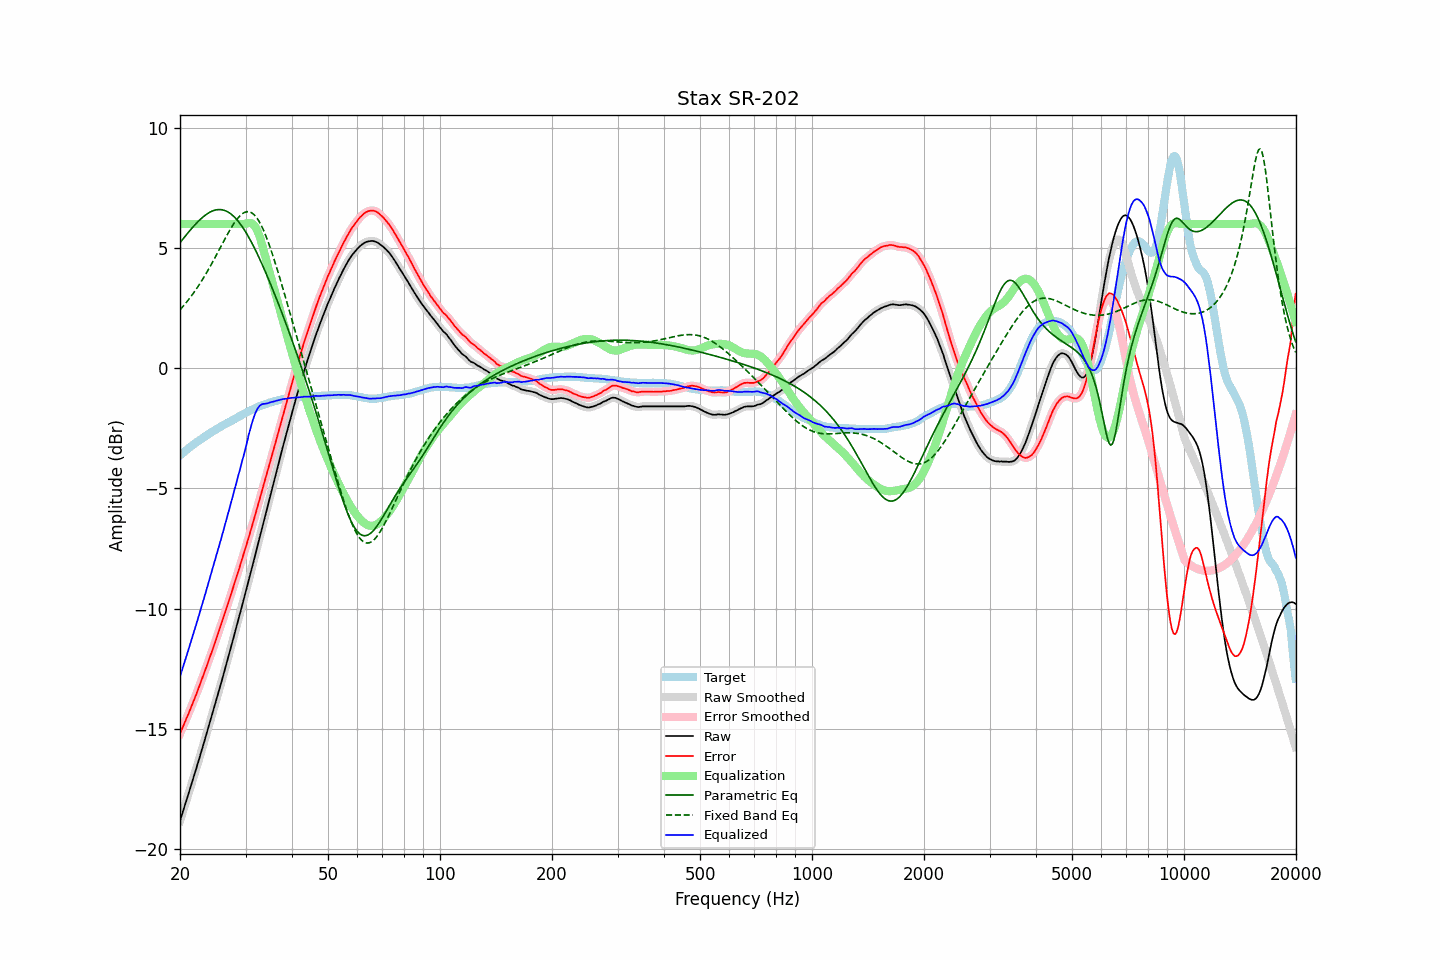 Stax SR-202
Amplitude (dBr)
10
5
0
−5
−10
−15
−20
Target
Raw Smoothed
Error Smoothed
Raw
Error
Equalization
Parametric Eq
Fixed Band Eq
Equalized
20 50 100 200 500 1000 2000 5000 10000 20000
Frequency (Hz)